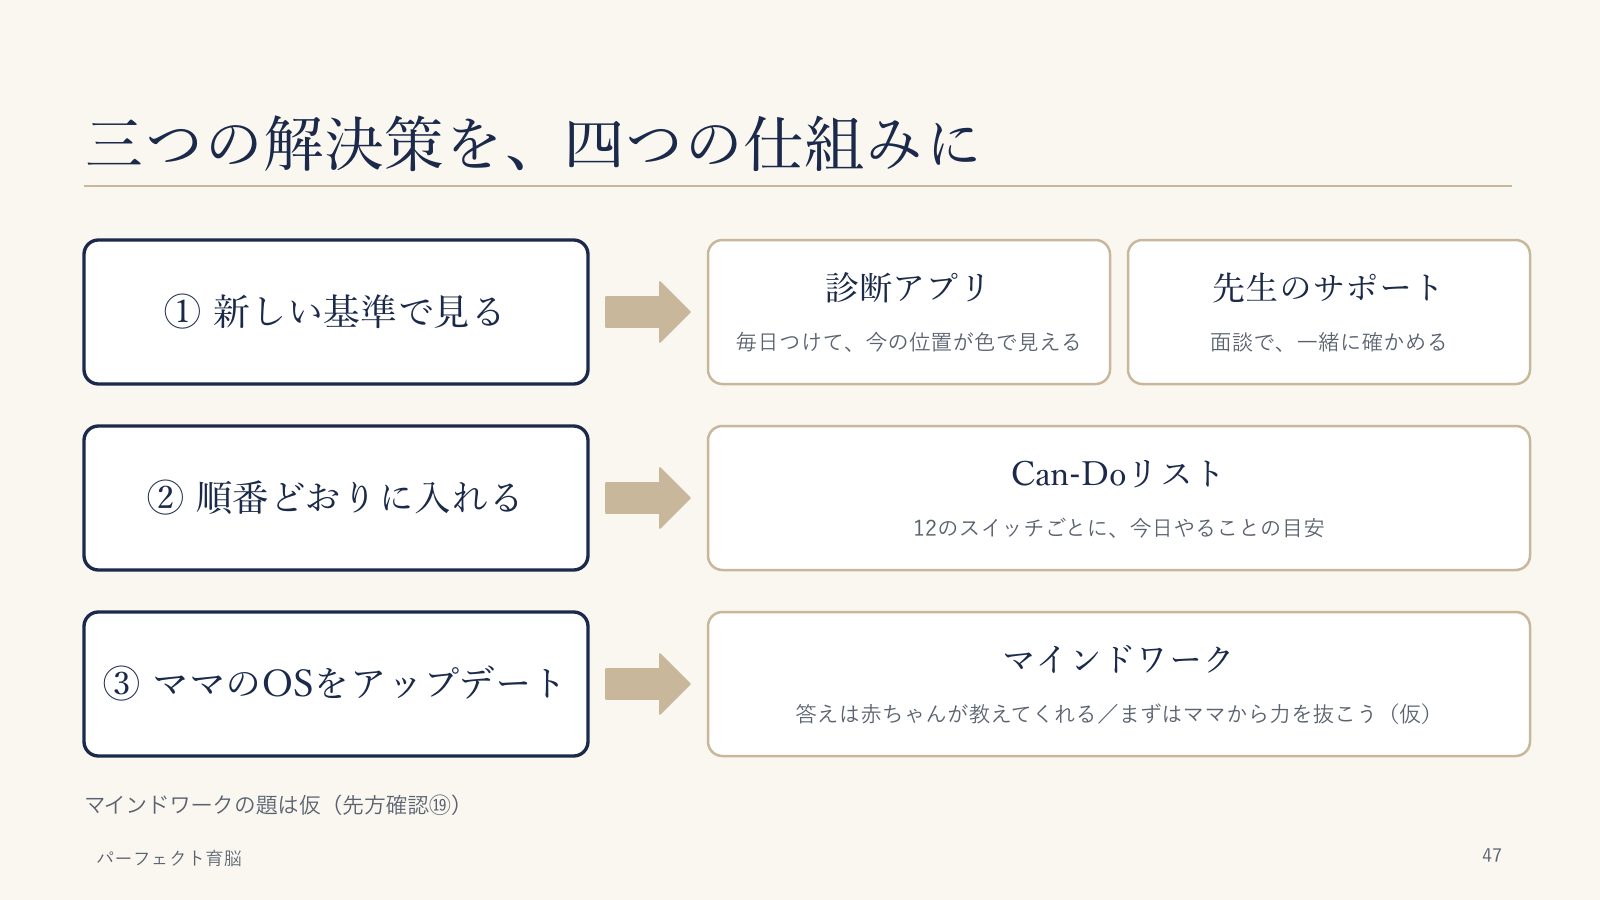 三つの解決策を、四つの仕組みに
① 新しい基準で見る
診断アプリ
毎日つけて、今の位置が色で見える
先生のサポート
面談で、一緒に確かめる
② 順番どおりに入れる
Can-Doリスト
12のスイッチごとに、今日やることの目安
③ ママのOSをアップデート
マインドワーク
答えは赤ちゃんが教えてくれる／まずはママから力を抜こう（仮）
マインドワークの題は仮（先方確認⑲）
パーフェクト育脳
47